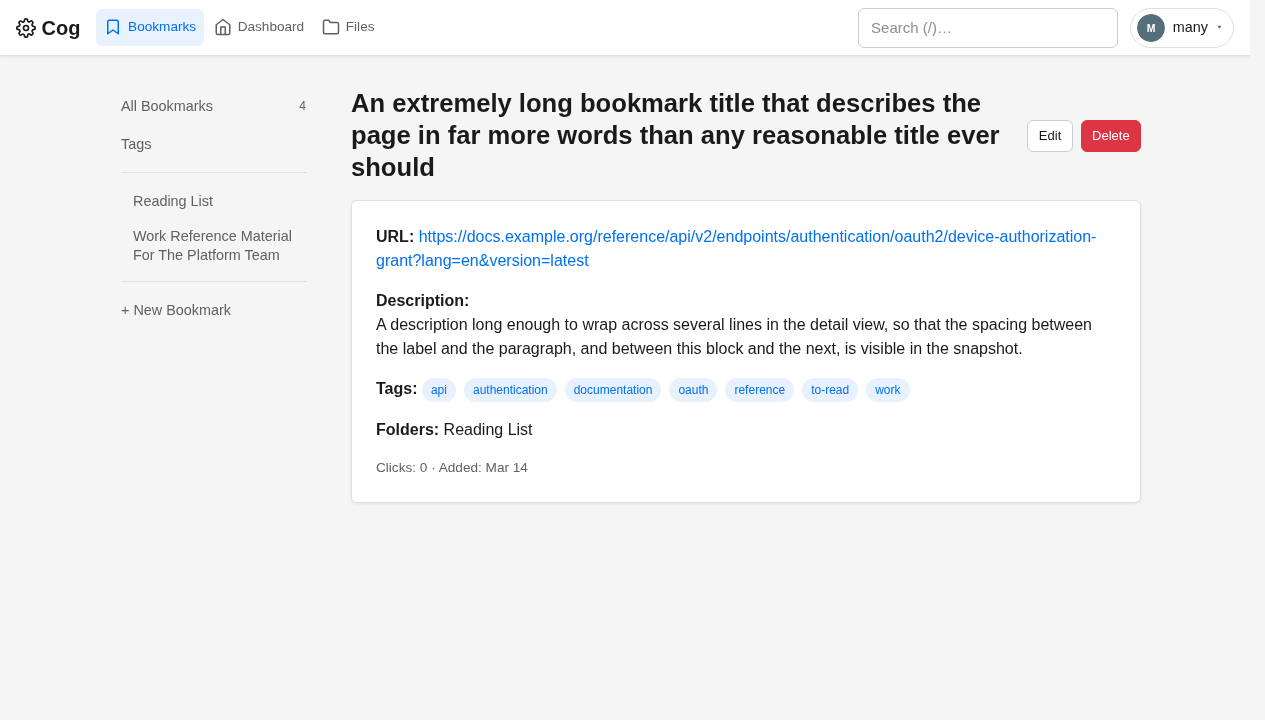 Cog
Bookmarks
Dashboard
Files
Search (/)…
M
many
All Bookmarks 4
Tags
Reading List
Work Reference Material
For The Platform Team
+ New Bookmark
An extremely long bookmark title that describes the
page in far more words than any reasonable title ever
should
Edit
Delete
URL: https://docs.example.org/reference/api/v2/endpoints/authentication/oauth2/device-authorization-
grant?lang=en&version=latest
Description:
A description long enough to wrap across several lines in the detail view, so that the spacing between
the label and the paragraph, and between this block and the next, is visible in the snapshot.
Tags: api authentication documentation oauth reference to-read work
Folders: Reading List
Clicks: 0 · Added: Mar 14